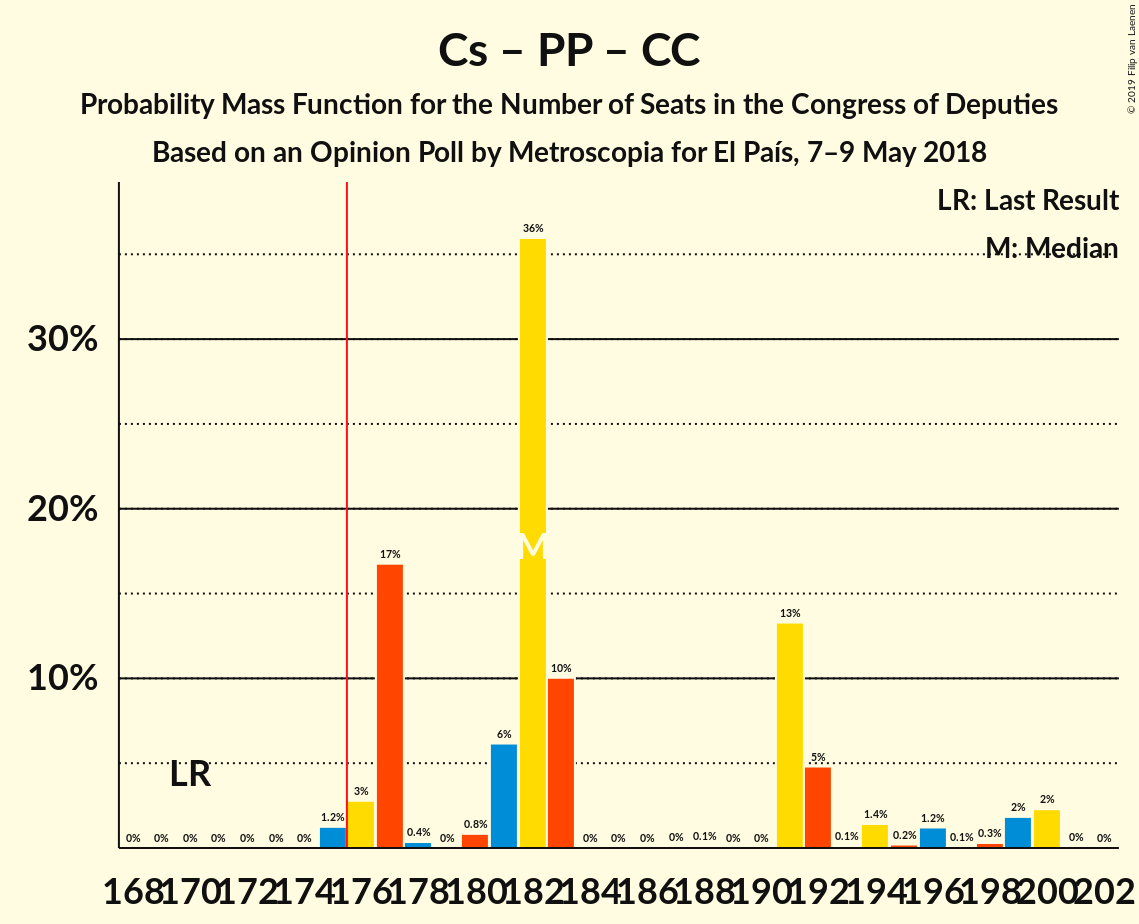 Cs – PP – CC
Probability Mass Function for the Number of Seats in the Congress of Deputies
Based on an Opinion Poll by Metroscopia for El País, 7–9 May 2018
© 2019 Filip van Laenen
LR: Last Result
M: Median
36%
30%
20%
M
17%
13%
10%
10%
6%
5%
LR
3%
2% 2%
1.2% 1.4% 1.2%
0% 0% 0% 0% 0% 0% 0% 0.4% 0% 0.8% 0% 0% 0% 0% 0.1% 0% 0% 0.1% 0.2% 0.1% 0.3% 0% 0%
168 170 172 174 176 178 180 182 184 186 188 190 192 194 196 198 200 202